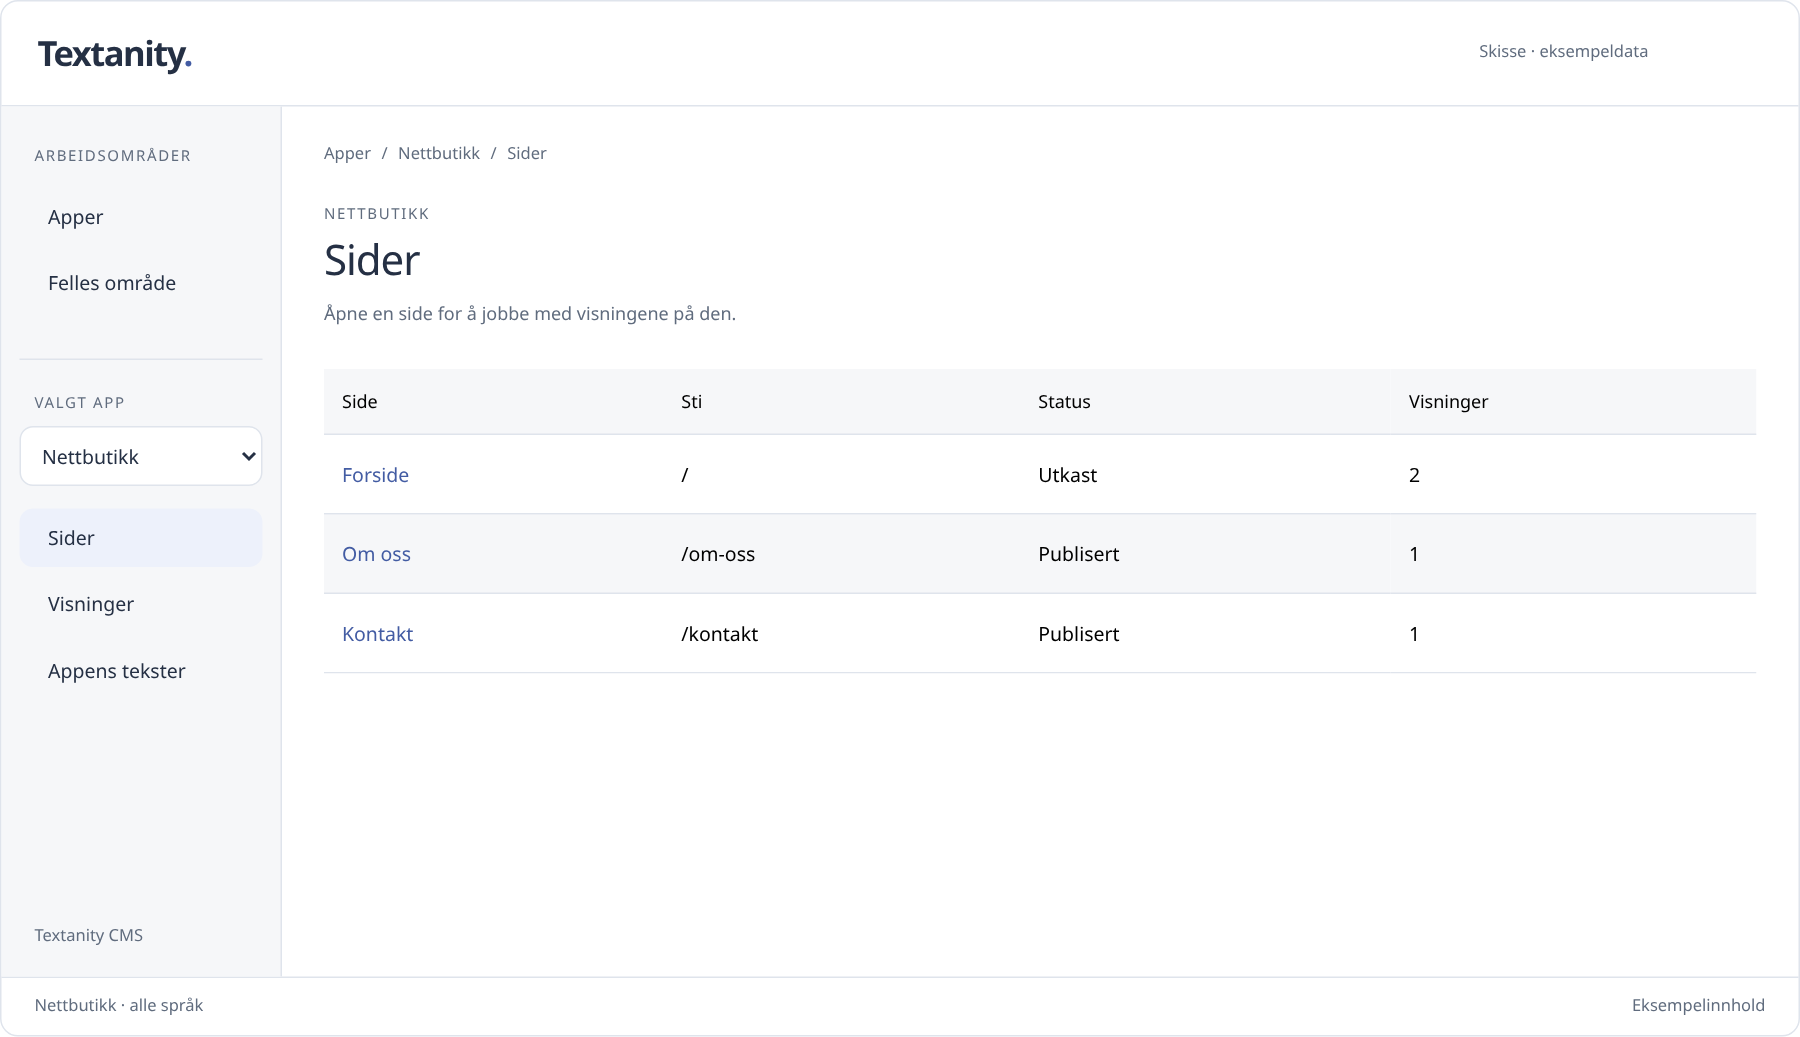 Textanity.
Skisse · eksempeldata
ARBEIDSOMRÅDER
Apper
Felles område
VALGT APP
Nettbutikk
Sider
Visninger
Appens tekster
Textanity CMS
Apper / Nettbutikk / Sider
NETTBUTIKK
Sider
Åpne en side for å jobbe med visningene på den.
Side Sti Status Visninger
Forside / Utkast 2
Om oss /om-oss Publisert 1
Kontakt /kontakt Publisert 1
Nettbutikk · alle språk
Eksempelinnhold